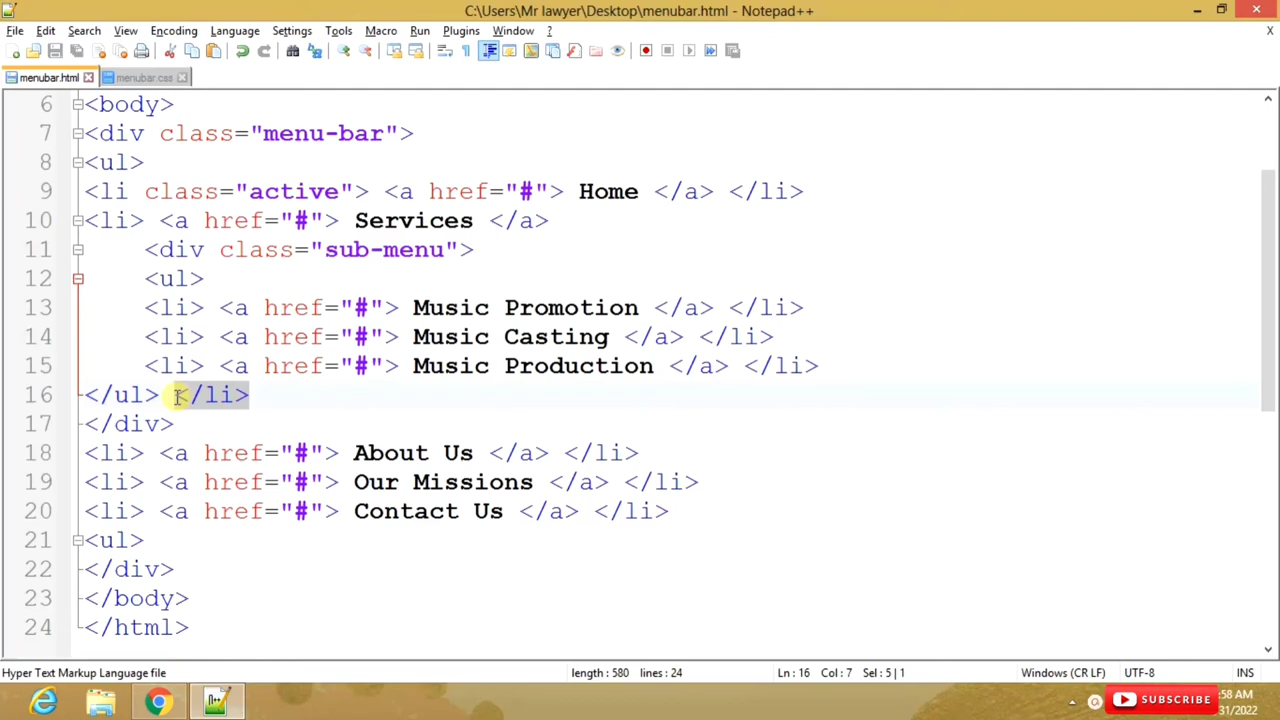 C:\Users\Mr lawyer\Desktop\menubar.html - Notepad++
File Edit Search View Encoding Language Settings Tools Macro Run Plugins Window ? X
menubar.html menubar.css
6 <body>
7 <div class="menu-bar">
8 <ul>
9 <li class="active"> <a href="#"> Home </a> </li>
10 <li> <a href="#"> Services </a>
11 <div class="sub-menu">
12 <ul>
13 <li> <a href="#"> Music Promotion </a> </li>
14 <li> <a href="#"> Music Casting </a> </li>
15 <li> <a href="#"> Music Production </a> </li>
16 </ul> </li>
17 </div>
18 <li> <a href="#"> About Us </a> </li>
19 <li> <a href="#"> Our Missions </a> </li>
20 <li> <a href="#"> Contact Us </a> </li>
21 <ul>
22 </div>
23 </body>
24 </html>
Hyper Text Markup Language file length : 580 lines : 24 Ln : 16 Col : 7 Sel : 5 | 1 Windows (CR LF) UTF-8 INS
SUBSCRIBE :58 AM
31/2022